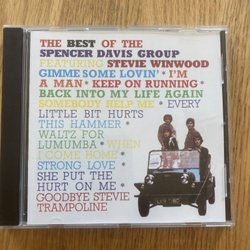 THE BEST OF THE
SPENCER DAVIS GROUP
FEATURING STEVIE WINWOOD
GIMME SOME LOVIN' * I'M
A MAN * KEEP ON RUNNING *
BACK INTO MY LIFE AGAIN
SOMEBODY HELP ME * EVERY
LITTLE BIT HURTS
THIS HAMMER *
WALTZ FOR
LUMUMBA * WHEN
I COME HOME *
STRONG LOVE *
SHE PUT THE
HURT ON ME *
GOODBYE STEVIE
TRAMPOLINE